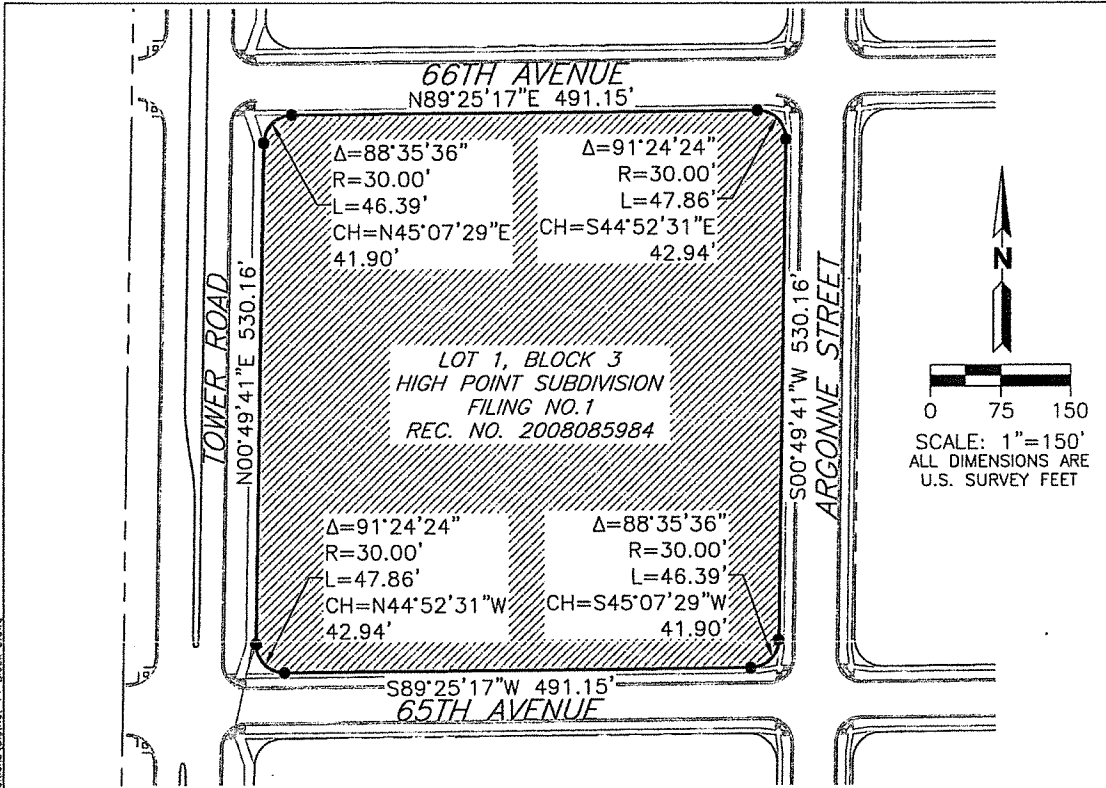 66TH AVENUE
N89°25'17"E 491.15'
Δ=88°35'36"
R=30.00'
L=46.39'
CH=N45°07'29"E
41.90'
Δ=91°24'24"
R=30.00'
L=47.86'
CH=S44°52'31"E
42.94'
TOWER ROAD
N00°49'41"E 530.16'
LOT 1, BLOCK 3
HIGH POINT SUBDIVISION
FILING NO.1
REC. NO. 2008085984
S00°49'41"W 530.16'
ARGONNE STREET
N
0 75 150
SCALE: 1"=150'
ALL DIMENSIONS ARE
U.S. SURVEY FEET
Δ=91°24'24"
R=30.00'
L=47.86'
CH=N44°52'31"W
42.94'
Δ=88°35'36"
R=30.00'
L=46.39'
CH=S45°07'29"W
41.90'
S89°25'17"W 491.15'
65TH AVENUE